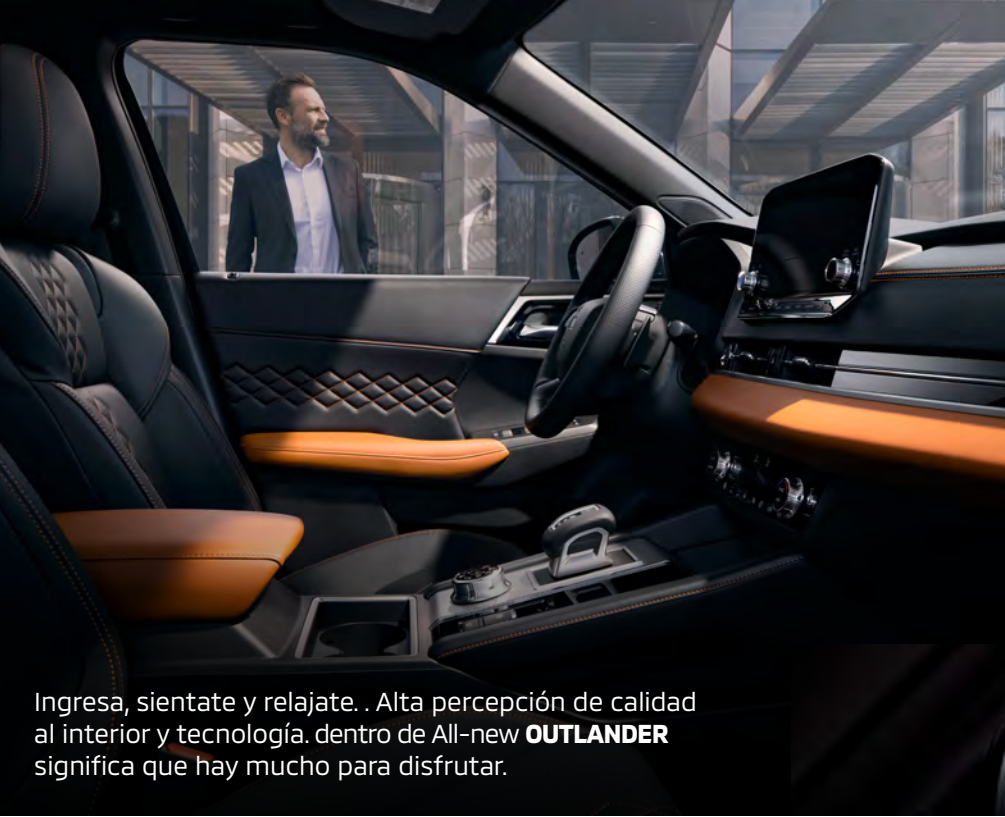 Ingresa, sientate y relajate. . Alta percepción de calidad
al interior y tecnología. dentro de All-new OUTLANDER
significa que hay mucho para disfrutar.